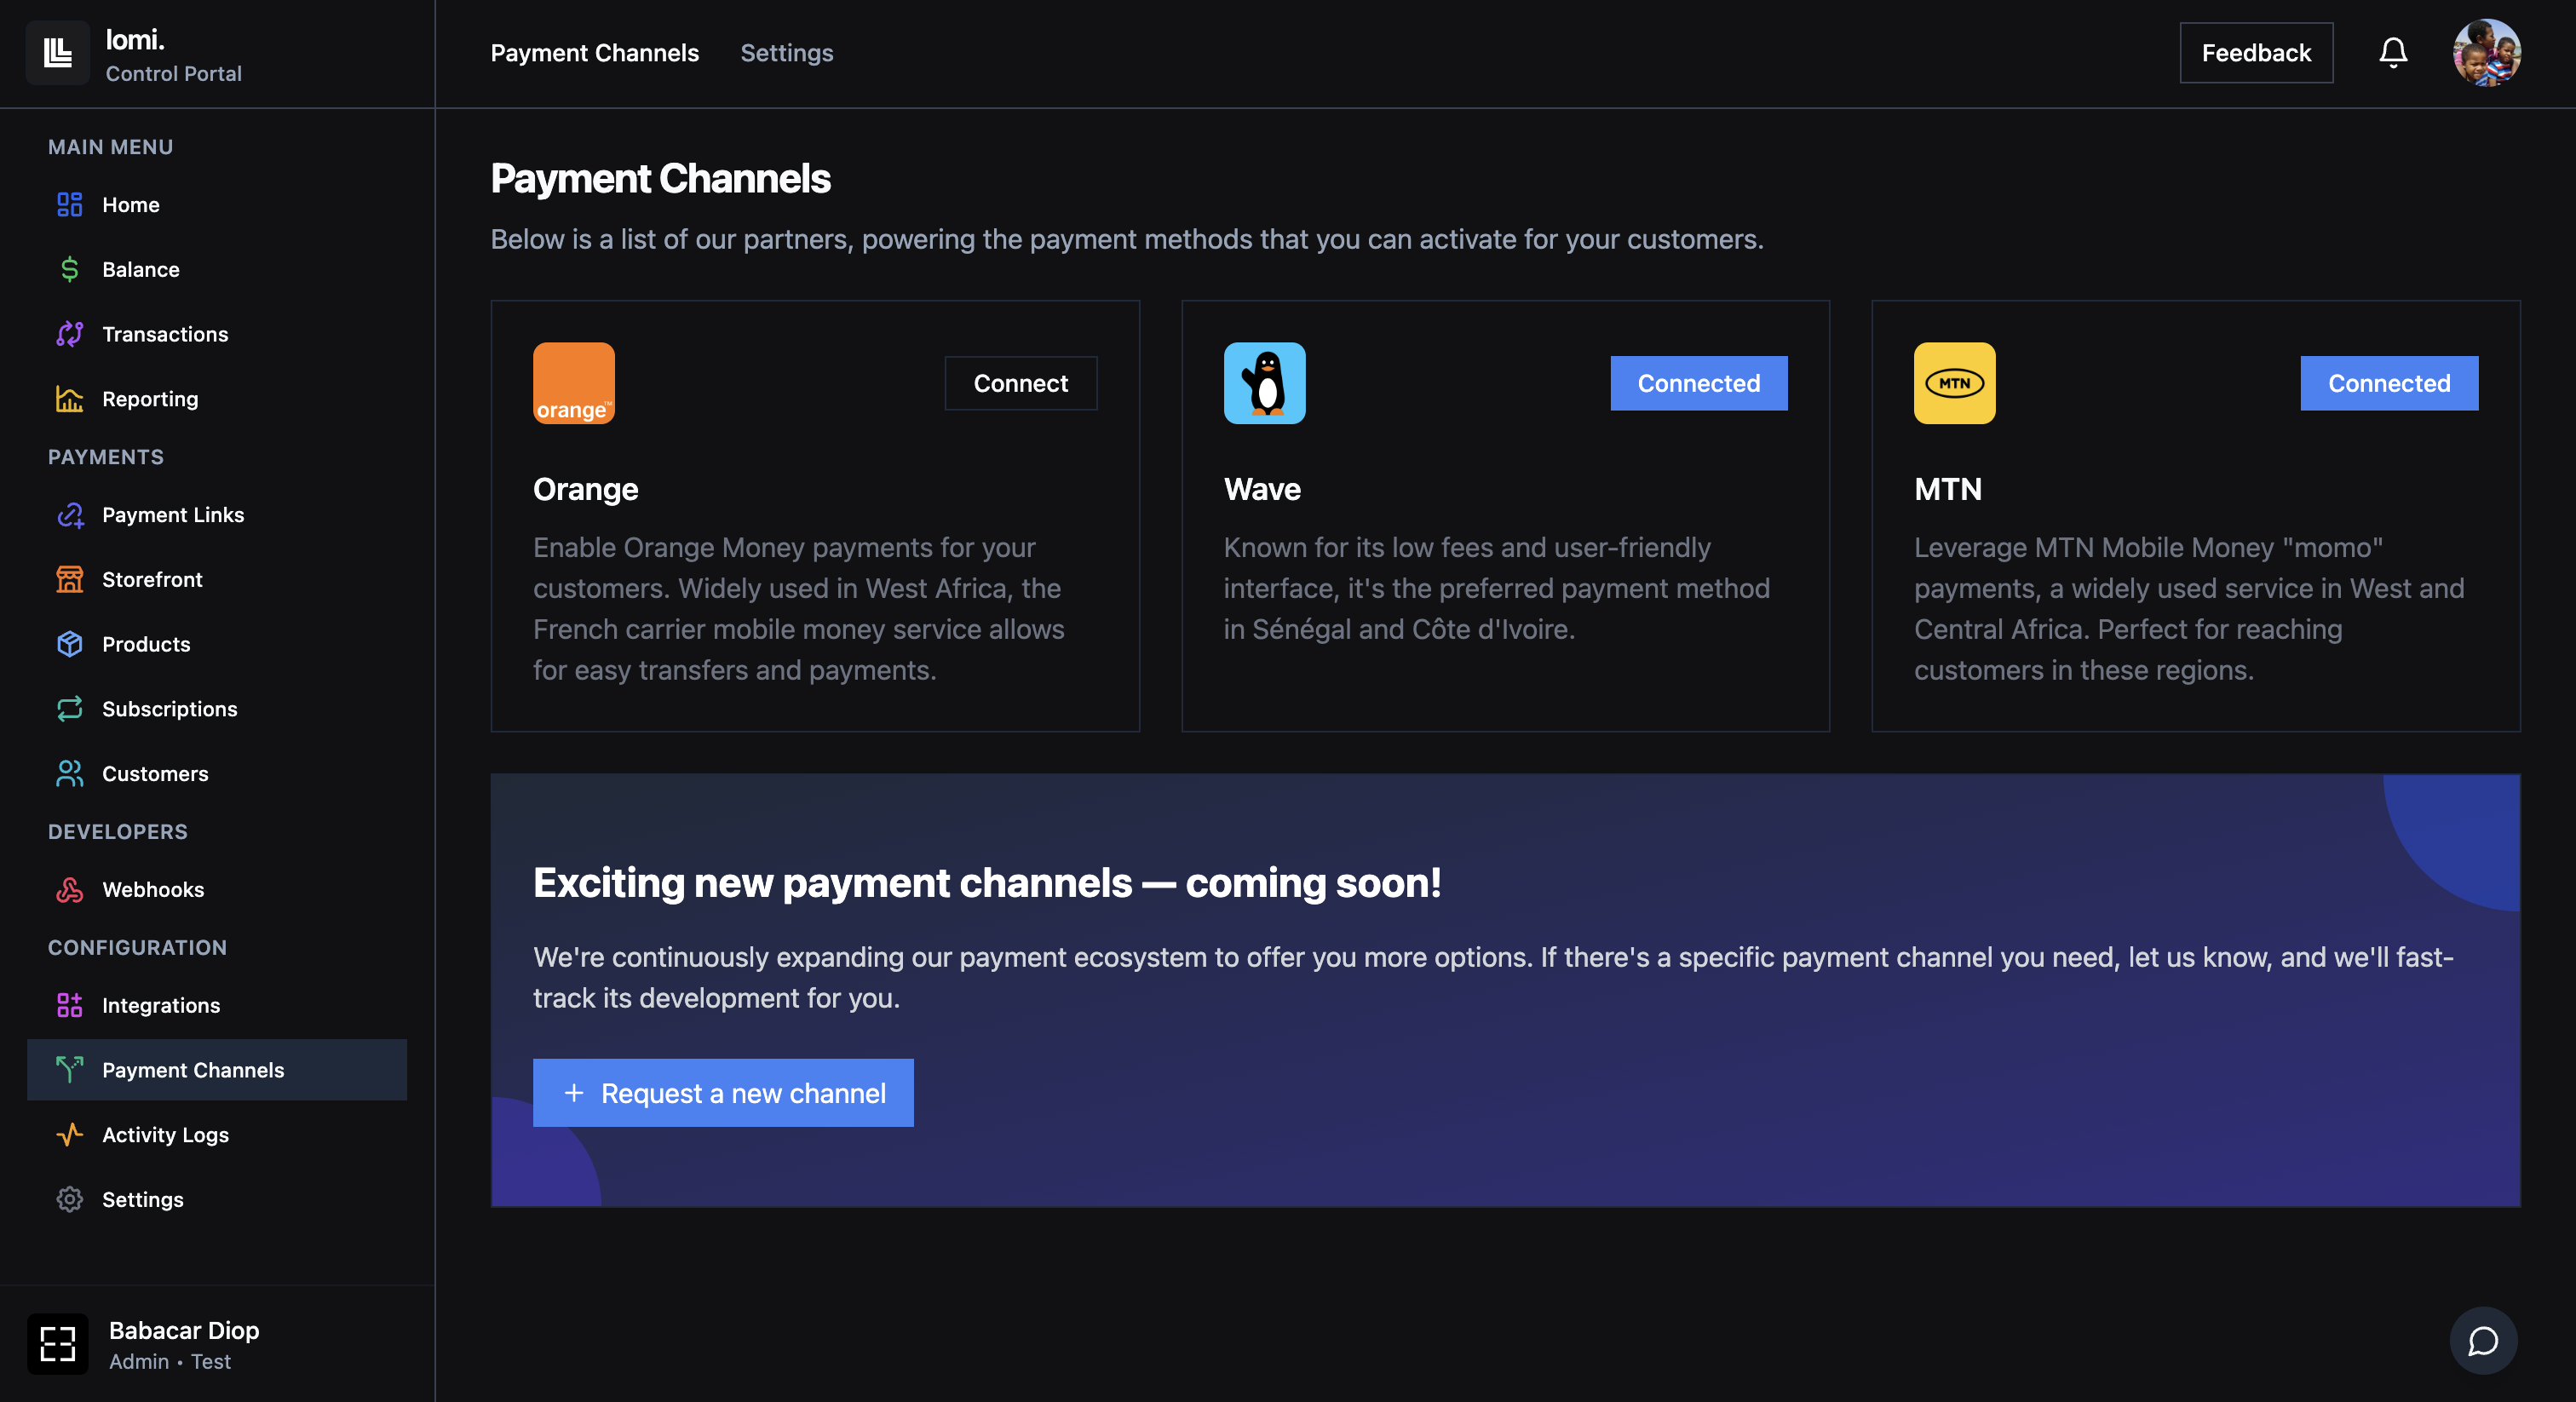 lomi.
Control Portal
Payment Channels
Settings
Feedback
MAIN MENU
Home
Balance
Transactions
Reporting
PAYMENTS
Payment Links
Storefront
Products
Subscriptions
Customers
DEVELOPERS
Webhooks
CONFIGURATION
Integrations
Payment Channels
Activity Logs
Settings
Babacar Diop
Admin • Test
Payment Channels
Below is a list of our partners, powering the payment methods that you can activate for your customers.
orange™
Connect
Orange
Enable Orange Money payments for your
customers. Widely used in West Africa, the
French carrier mobile money service allows
for easy transfers and payments.
Connected
Wave
Known for its low fees and user-friendly
interface, it's the preferred payment method
in Sénégal and Côte d'Ivoire.
MTN
Connected
MTN
Leverage MTN Mobile Money "momo"
payments, a widely used service in West and
Central Africa. Perfect for reaching
customers in these regions.
Exciting new payment channels — coming soon!
We're continuously expanding our payment ecosystem to offer you more options. If there's a specific payment channel you need, let us know, and we'll fast-
track its development for you.
+ Request a new channel